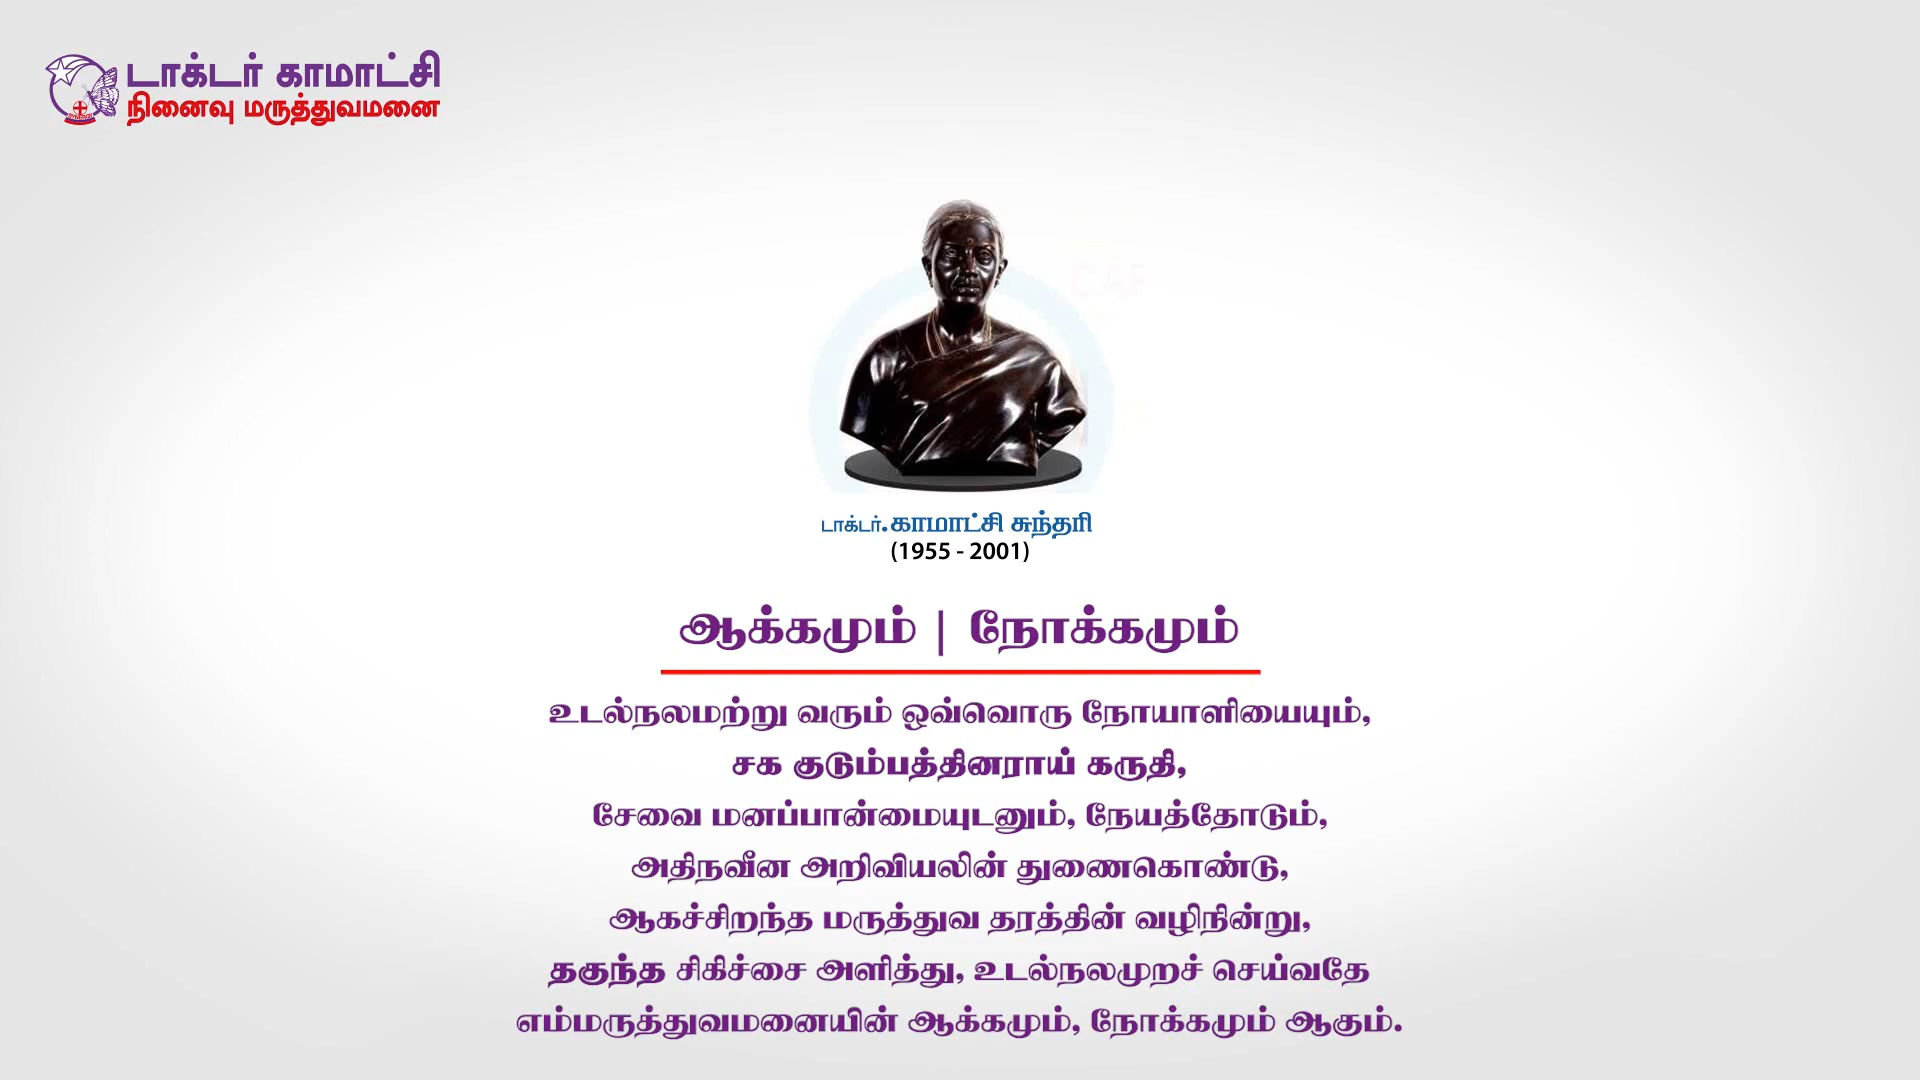 டாக்டர் காமாட்சி
நினைவு மருத்துவமனை
டாக்டர்.காமாட்சி சுந்தரி
(1955 - 2001)
ஆக்கமும் | நோக்கமும்
உடல்நலமற்று வரும் ஒவ்வொரு நோயாளியையும்,
சக குடும்பத்தினராய் கருதி,
சேவை மனப்பான்மையுடனும், நேயத்தோடும்,
அதிநவீன அறிவியலின் துணைகொண்டு,
ஆகச்சிறந்த மருத்துவ தரத்தின் வழிநின்று,
தகுந்த சிகிச்சை அளித்து, உடல்நலமுறச் செய்வதே
எம்மருத்துவமனையின் ஆக்கமும், நோக்கமும் ஆகும்.